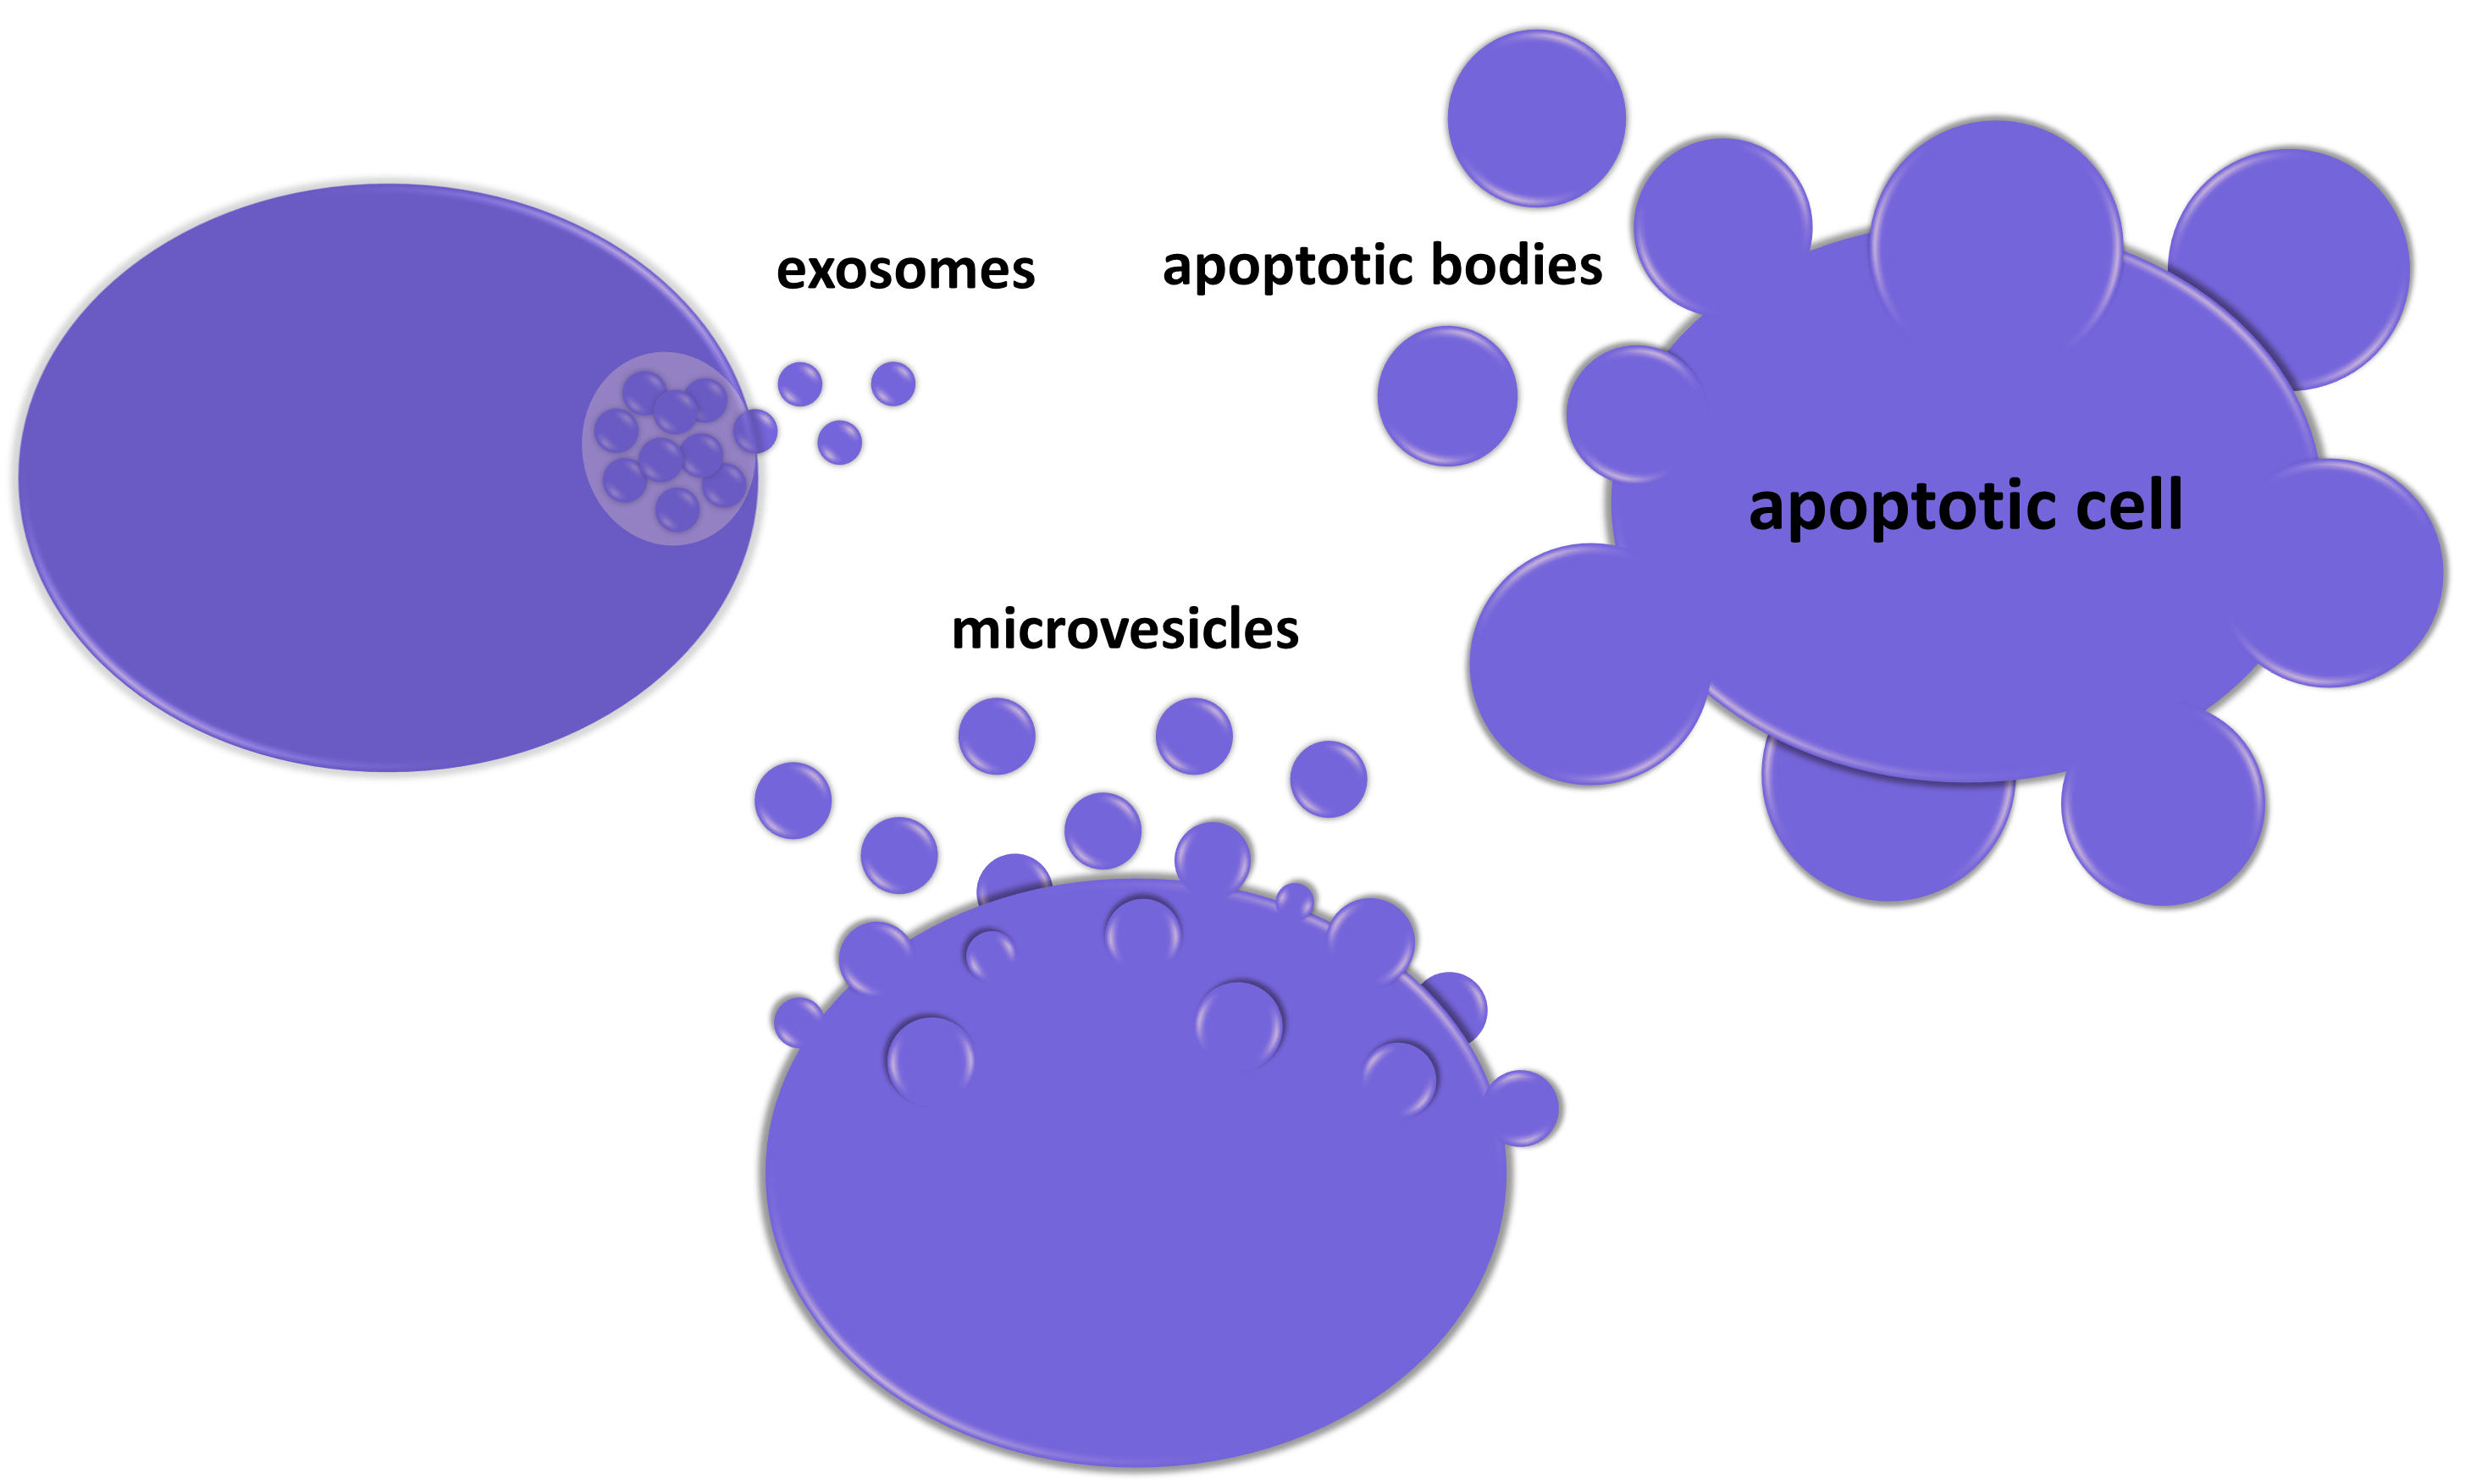 exosomes
apoptotic bodies
apoptotic cell
microvesicles